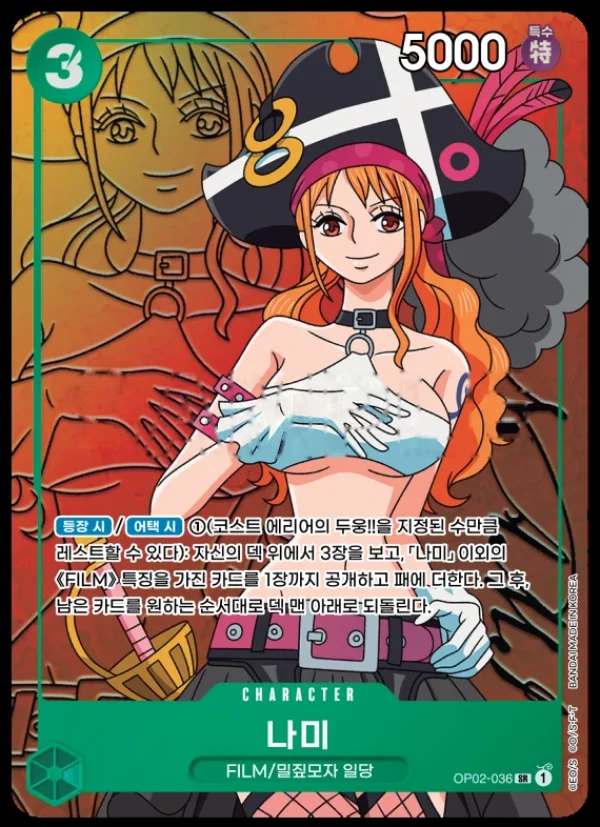 3
5000
특수
特
등장 시 / 어택 시 ①(코스트 에리어의 두웅!!을 지정된 수만큼
레스트할 수 있다): 자신의 덱 위에서 3장을 보고, 「나미」 이외의
《FILM》 특징을 가진 카드를 1장까지 공개하고 패에 더한다. 그 후,
남은 카드를 원하는 순서대로 덱 맨 아래로 되돌린다.
CHARACTER
나미
FILM/밀짚모자 일당
OP02-036 SR 1
©EO/S ©O/S·F·T BANDAI MADE IN KOREA